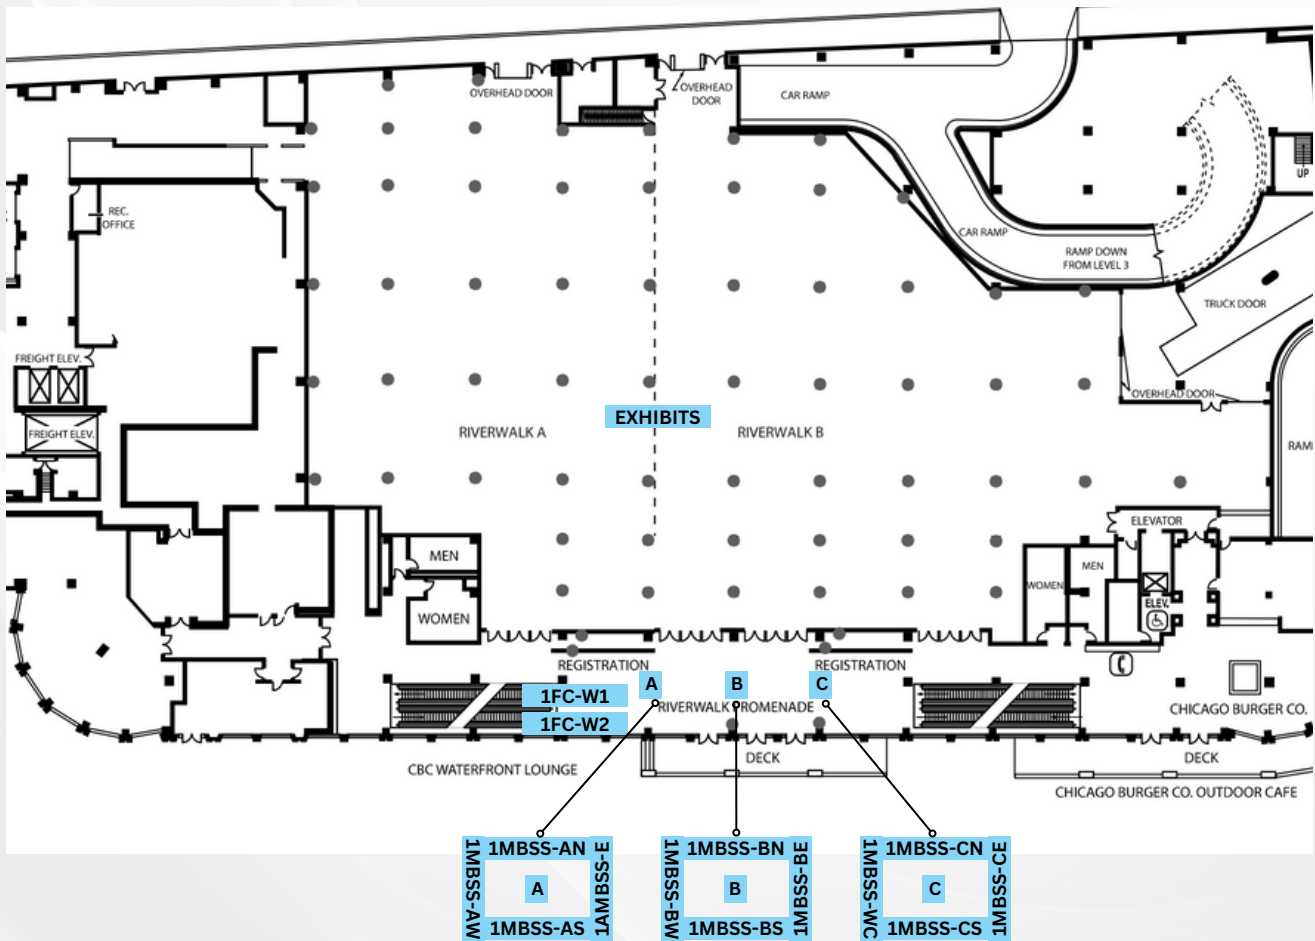 OVERHEAD DOOR
OVERHEAD
DOOR
CAR RAMP
UP
REC.
OFFICE
CAR RAMP
RAMP DOWN
FROM LEVEL 3
TRUCK DOOR
FREIGHT ELEV.
OVERHEAD DOOR
EXHIBITS
FREIGHT ELEV.
RIVERWALK A
RIVERWALK B
RAM
ELEVATOR
MEN
MEN
WOMEN
WOMEN
ELEV.
REGISTRATION
REGISTRATION
A
B
C
1FC-W1
1FC-W2
RIVERWALK PROMENADE
CHICAGO BURGER CO.
CBC WATERFRONT LOUNGE
DECK
DECK
CHICAGO BURGER CO. OUTDOOR CAFE
1MBSS-AN
1MBSS-AW
A
1AMBSS-E
1MBSS-AS
1MBSS-BN
1MBSS-BW
B
1MBSS-BE
1MBSS-BS
1MBSS-CN
1MBSS-WC
C
1MBSS-CE
1MBSS-CS